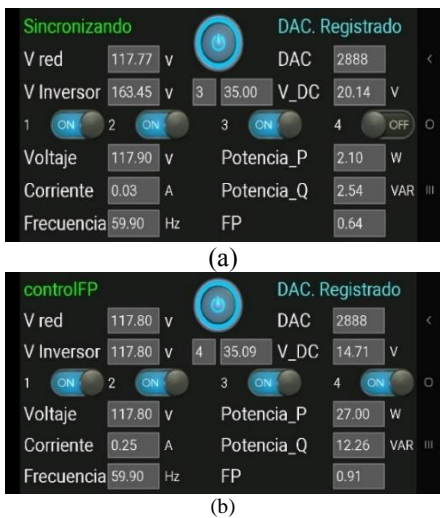 Sincronizando DAC. Registrado
V red 117.77 v DAC 2888
V Inversor 163.45 v 3 35.00 V_DC 20.14 v
1 ON 2 ON 3 ON 4 OFF
Voltaje 117.90 v Potencia_P 2.10 W
Corriente 0.03 A Potencia_Q 2.54 VAR
Frecuencia 59.90 Hz FP 0.64
(a)
controlFP DAC. Registrado
V red 117.80 v DAC 2888
V Inversor 117.80 v 4 35.09 V_DC 14.71 v
1 ON 2 ON 3 ON 4 ON
Voltaje 117.80 v Potencia_P 27.00 W
Corriente 0.25 A Potencia_Q 12.26 VAR
Frecuencia 59.90 Hz FP 0.91
(b)